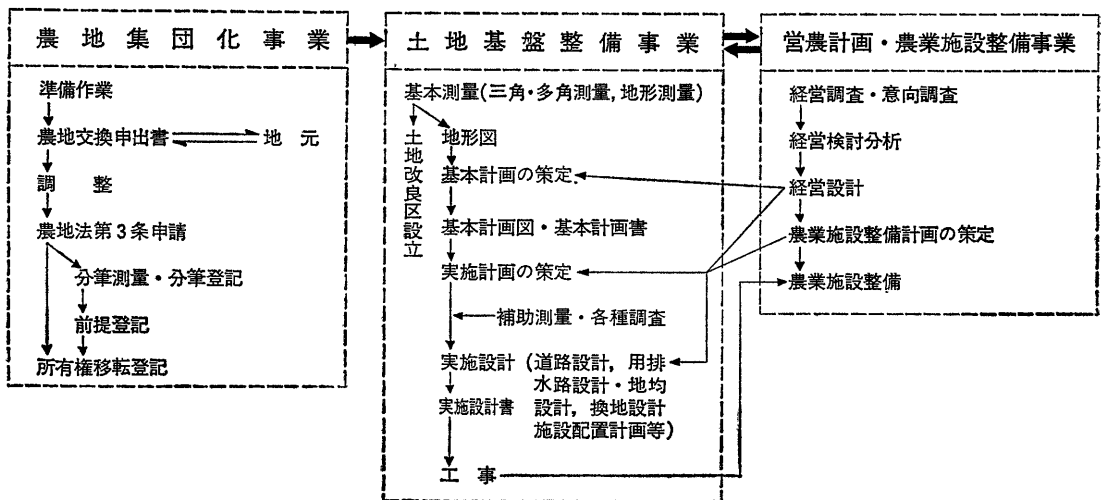 農地集団化事業
準備作業
農地交換申出書
地元
調整
農地法第3条申請
分筆測量・分筆登記
前提登記
所有権移転登記
土地基盤整備事業
基本測量(三角・多角測量,地形測量)
土地改良区設立
地形図
基本計画の策定
基本計画図・基本計画書
実施計画の策定
補助測量・各種調査
実施設計(道路設計,用排
水路設計・地均
設計,換地設計
施設配置計画等)
実施設計書
工事
営農計画・農業施設整備事業
経営調査・意向調査
経営検討分析
経営設計
農業施設整備計画の策定
農業施設整備